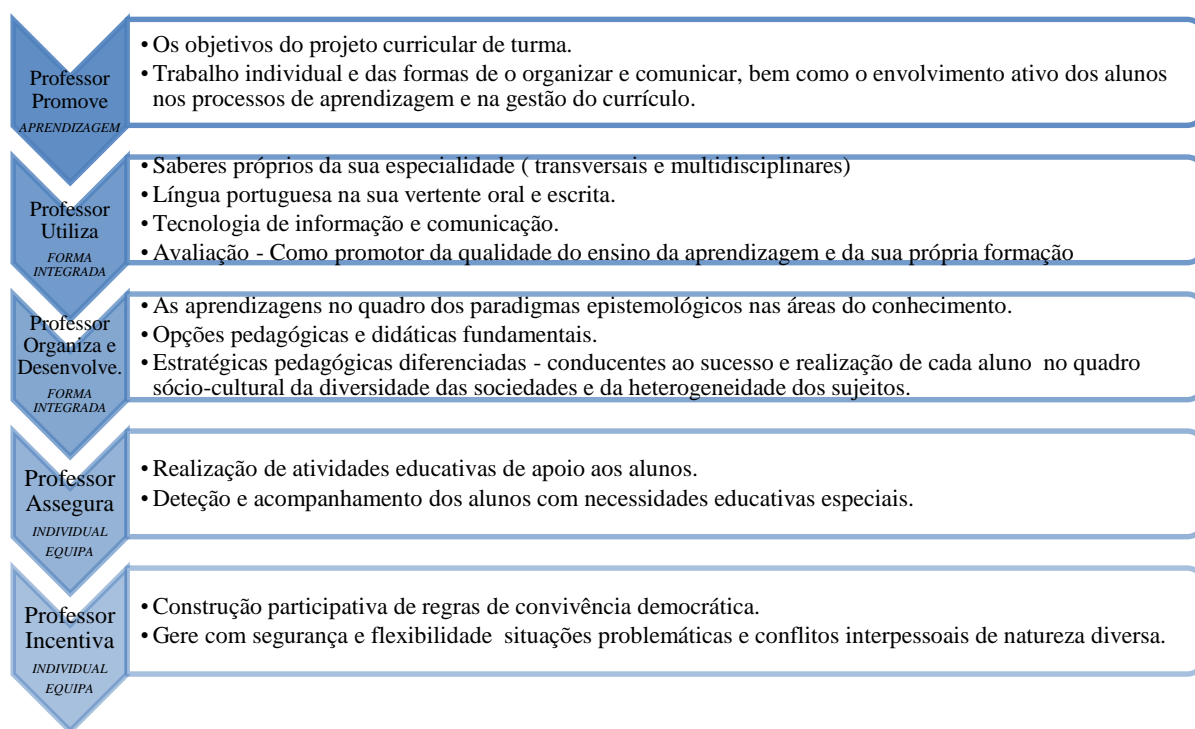 Professor
Promove
APRENDIZAGEM
• Os objetivos do projeto curricular de turma.
• Trabalho individual e das formas de o organizar e comunicar, bem como o envolvimento ativo dos alunos
nos processos de aprendizagem e na gestão do currículo.
Professor
Utiliza
FORMA
INTEGRADA
• Saberes próprios da sua especialidade ( transversais e multidisciplinares)
• Língua portuguesa na sua vertente oral e escrita.
• Tecnologia de informação e comunicação.
• Avaliação - Como promotor da qualidade do ensino da aprendizagem e da sua própria formação
Professor
Organiza e
Desenvolve.
FORMA
INTEGRADA
• As aprendizagens no quadro dos paradigmas epistemológicos nas áreas do conhecimento.
• Opções pedagógicas e didáticas fundamentais.
• Estratégicas pedagógicas diferenciadas - conducentes ao sucesso e realização de cada aluno no quadro
sócio-cultural da diversidade das sociedades e da heterogeneidade dos sujeitos.
Professor
Assegura
INDIVIDUAL
EQUIPA
• Realização de atividades educativas de apoio aos alunos.
• Deteção e acompanhamento dos alunos com necessidades educativas especiais.
Professor
Incentiva
INDIVIDUAL
EQUIPA
• Construção participativa de regras de convivência democrática.
• Gere com segurança e flexibilidade situações problemáticas e conflitos interpessoais de natureza diversa.